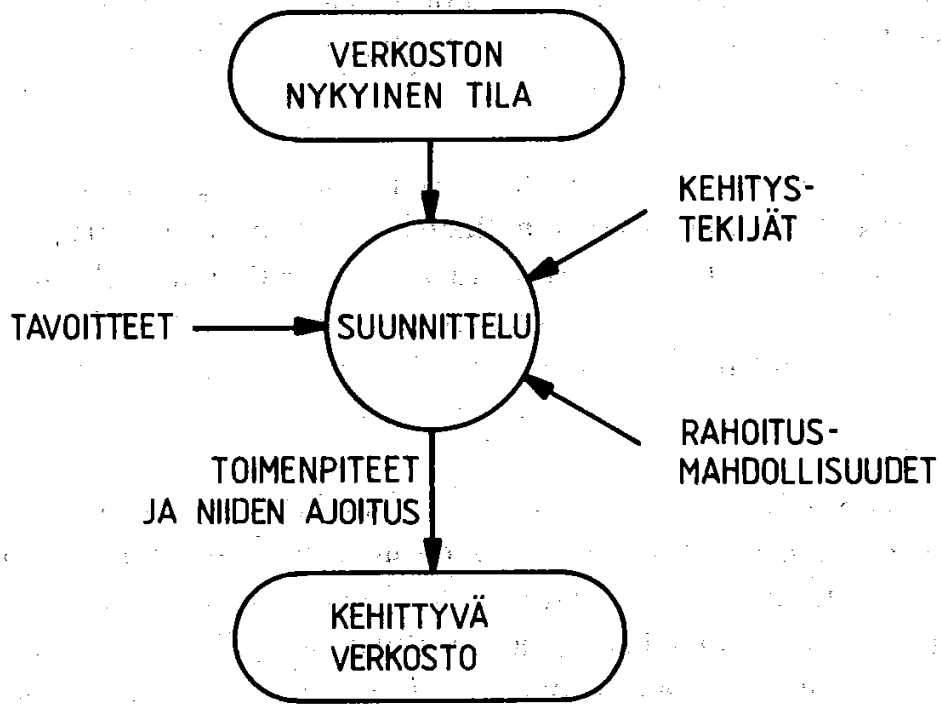 VERKOSTON
NYKYINEN TILA
KEHITYS-
TEKIJÄT
TAVOITTEET
SUUNNITTELU
RAHOITUS-
MAHDOLLISUUDET
TOIMENPITEET
JA NIIDEN AJOITUS
KEHITTYVÄ
VERKOSTO